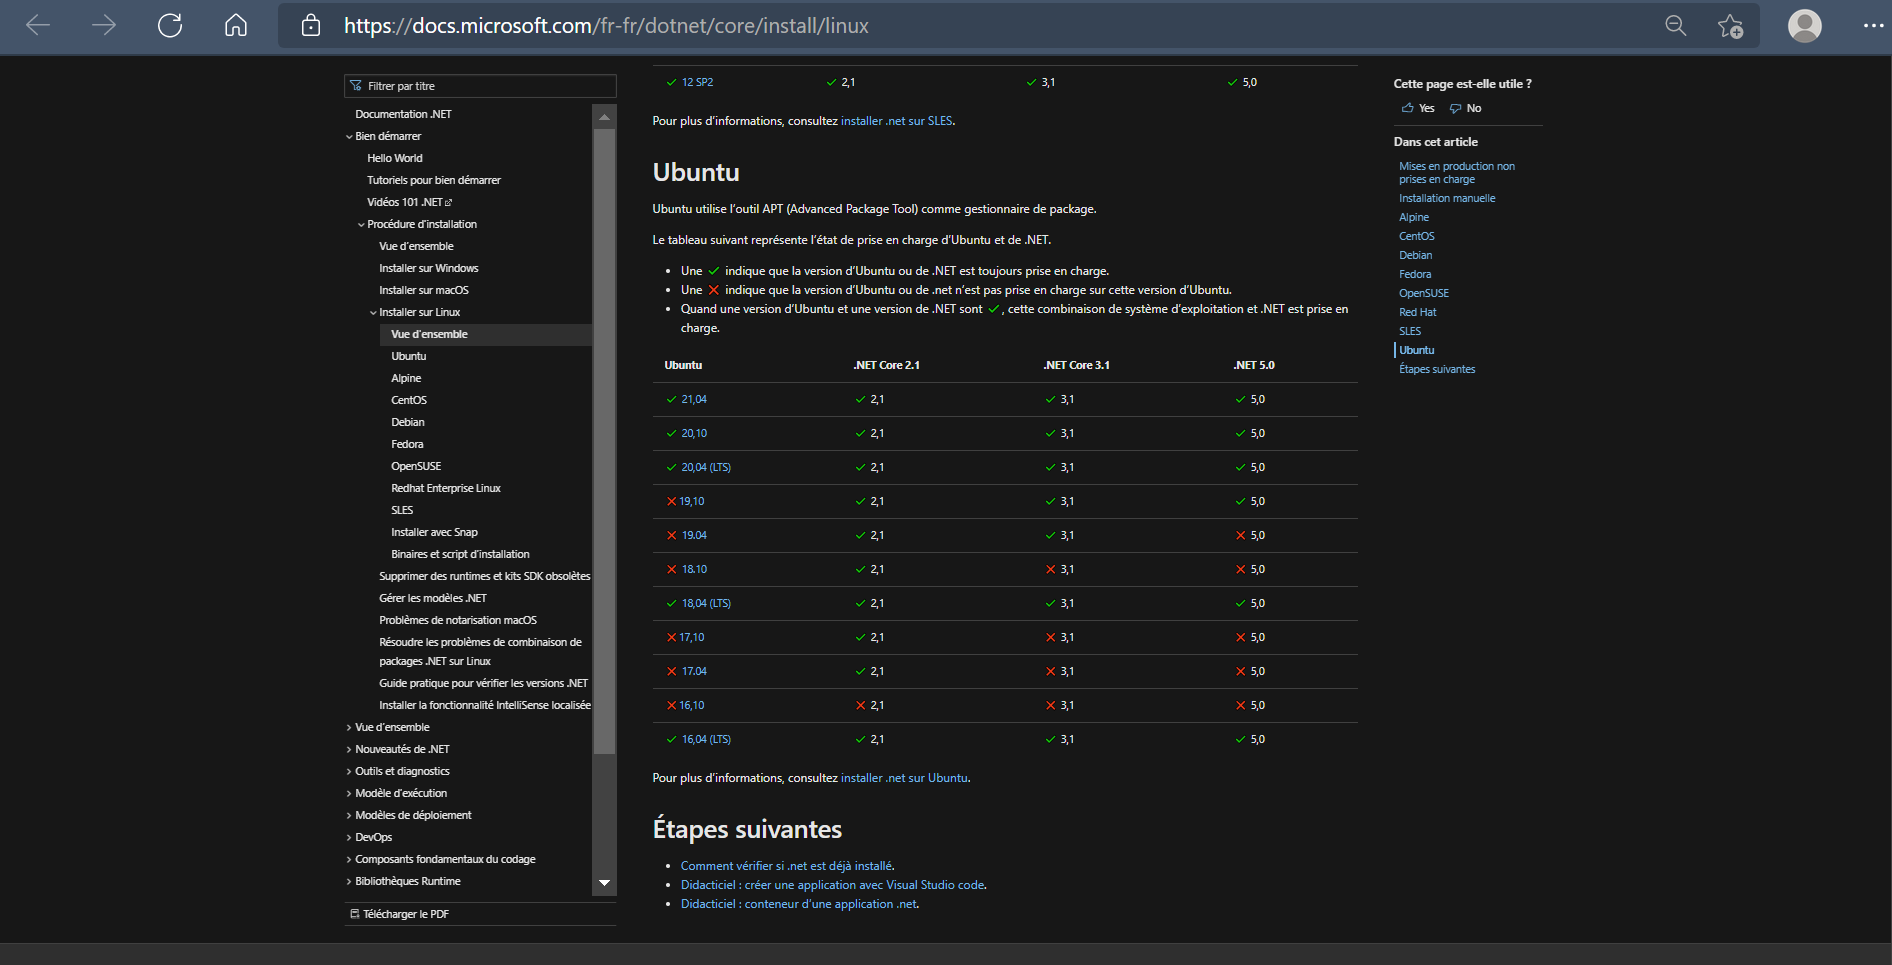 https://docs.microsoft.com/fr-fr/dotnet/core/install/linux
Filtrer par titre
Documentation .NET
Bien démarrer
Hello World
Tutoriels pour bien démarrer
Vidéos 101 .NET
Procédure d'installation
Vue d'ensemble
Installer sur Windows
Installer sur macOS
Installer sur Linux
Vue d'ensemble
Ubuntu
Alpine
CentOS
Debian
Fedora
OpenSUSE
Redhat Enterprise Linux
SLES
Installer avec Snap
Binaires et script d'installation
Supprimer des runtimes et kits SDK obsolètes
Gérer les modèles .NET
Problèmes de notarisation macOS
Résoudre les problèmes de combinaison de
packages .NET sur Linux
Guide pratique pour vérifier les versions .NET
Installer la fonctionnalité IntelliSense localisée
Vue d'ensemble
Nouveautés de .NET
Outils et diagnostics
Modèle d'exécution
Modèles de déploiement
DevOps
Composants fondamentaux du codage
Bibliothèques Runtime
Télécharger le PDF
✓ 12 SP2 ✓ 2,1 ✓ 3,1 ✓ 5,0
Pour plus d'informations, consultez installer .net sur SLES.
Ubuntu
Ubuntu utilise l'outil APT (Advanced Package Tool) comme gestionnaire de package.
Le tableau suivant représente l'état de prise en charge d'Ubuntu et de .NET.
• Une ✓ indique que la version d'Ubuntu ou de .NET est toujours prise en charge.
• Une ✕ indique que la version d'Ubuntu ou de .net n'est pas prise en charge sur cette version d'Ubuntu.
• Quand une version d'Ubuntu et une version de .NET sont ✓, cette combinaison de système d'exploitation et .NET est prise en
charge.
Ubuntu .NET Core 2.1 .NET Core 3.1 .NET 5.0
✓ 21,04 ✓ 2,1 ✓ 3,1 ✓ 5,0
✓ 20,10 ✓ 2,1 ✓ 3,1 ✓ 5,0
✓ 20,04 (LTS) ✓ 2,1 ✓ 3,1 ✓ 5,0
✕ 19,10 ✓ 2,1 ✓ 3,1 ✓ 5,0
✕ 19.04 ✓ 2,1 ✓ 3,1 ✕ 5,0
✕ 18.10 ✓ 2,1 ✕ 3,1 ✕ 5,0
✓ 18,04 (LTS) ✓ 2,1 ✓ 3,1 ✓ 5,0
✕ 17,10 ✓ 2,1 ✕ 3,1 ✕ 5,0
✕ 17.04 ✓ 2,1 ✕ 3,1 ✕ 5,0
✕ 16,10 ✕ 2,1 ✕ 3,1 ✕ 5,0
✓ 16,04 (LTS) ✓ 2,1 ✓ 3,1 ✓ 5,0
Pour plus d'informations, consultez installer .net sur Ubuntu.
Étapes suivantes
• Comment vérifier si .net est déjà installé.
• Didacticiel : créer une application avec Visual Studio code.
• Didacticiel : conteneur d'une application .net.
Cette page est-elle utile ?
Yes No
Dans cet article
Mises en production non
prises en charge
Installation manuelle
Alpine
CentOS
Debian
Fedora
OpenSUSE
Red Hat
SLES
Ubuntu
Étapes suivantes